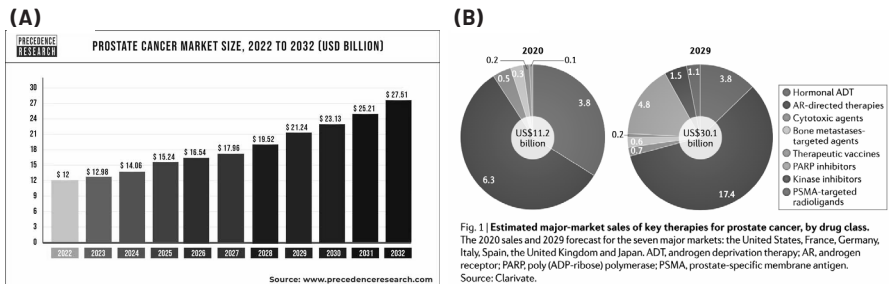 (A)
PRECEDENCE
RESEARCH
PROSTATE CANCER MARKET SIZE, 2022 TO 2032 (USD BILLION)
30
27
24
21
18
15
12
9
6
3
0
$ 12
$ 12.98
$ 14.06
$ 15.24
$ 16.54
$ 17.96
$ 19.52
$ 21.24
$ 23.13
$ 25.21
$ 27.51
2022 2023 2024 2025 2026 2027 2028 2029 2030 2031 2032
Source: www.precedenceresearch.com
(B)
2020
0.2
0.1
0.5
0.3
3.8
US$11.2
billion
6.3
2029
1.5
1.1
3.8
4.8
0.2
0.6
0.7
US$30.1
billion
17.4
Hormonal ADT
AR-directed therapies
Cytotoxic agents
Bone metastases-
targeted agents
Therapeutic vaccines
PARP inhibitors
Kinase inhibitors
PSMA-targeted
radioligands
Fig. 1 | Estimated major-market sales of key therapies for prostate cancer, by drug class.
The 2020 sales and 2029 forecast for the seven major markets: the United States, France, Germany,
Italy, Spain, the United Kingdom and Japan. ADT, androgen deprivation therapy; AR, androgen
receptor; PARP, poly (ADP-ribose) polymerase; PSMA, prostate-specific membrane antigen.
Source: Clarivate.